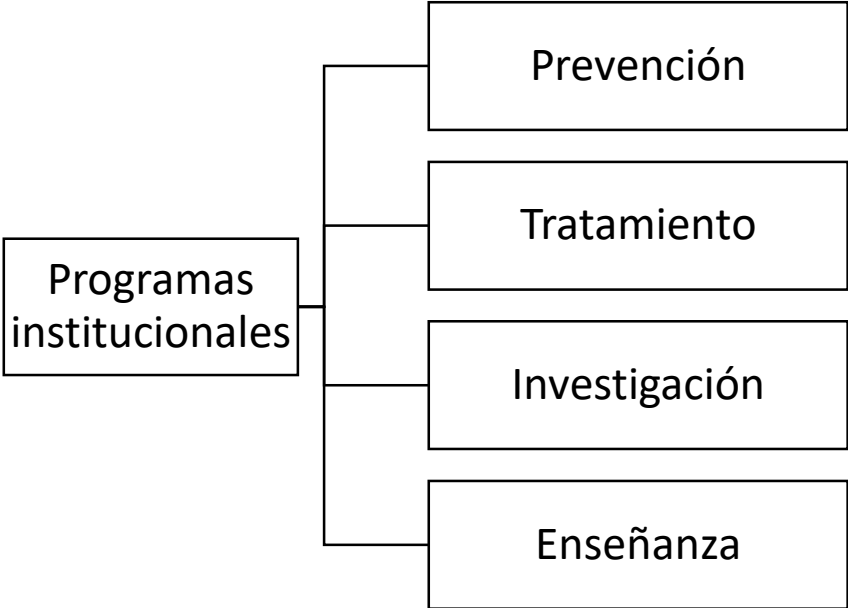 Prevención
Tratamiento
Programas
institucionales
Investigación
Enseñanza